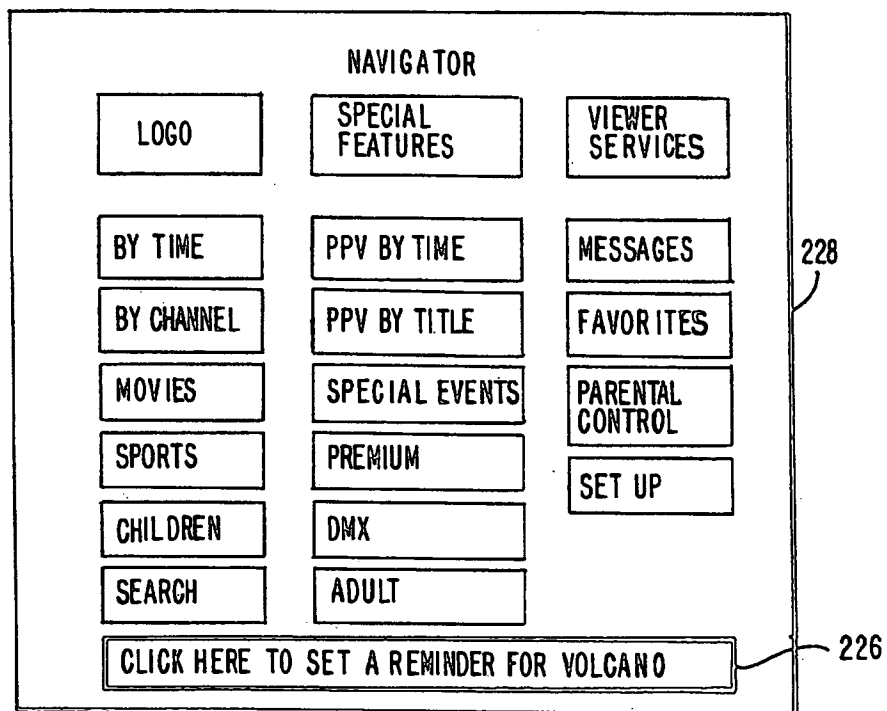 NAVIGATOR
LOGO
SPECIAL
FEATURES
VIEWER
SERVICES
BY TIME
PPV BY TIME
MESSAGES
BY CHANNEL
PPV BY TITLE
FAVORITES
MOVIES
SPECIAL EVENTS
PARENTAL
CONTROL
SPORTS
PREMIUM
SET UP
CHILDREN
DMX
SEARCH
ADULT
CLICK HERE TO SET A REMINDER FOR VOLCANO
228
226